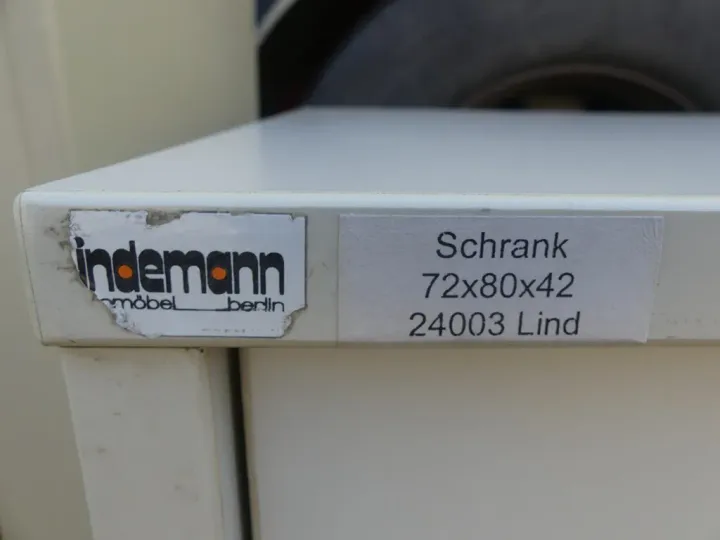 indemann
möbel berlin
Schrank
72x80x42
24003 Lind